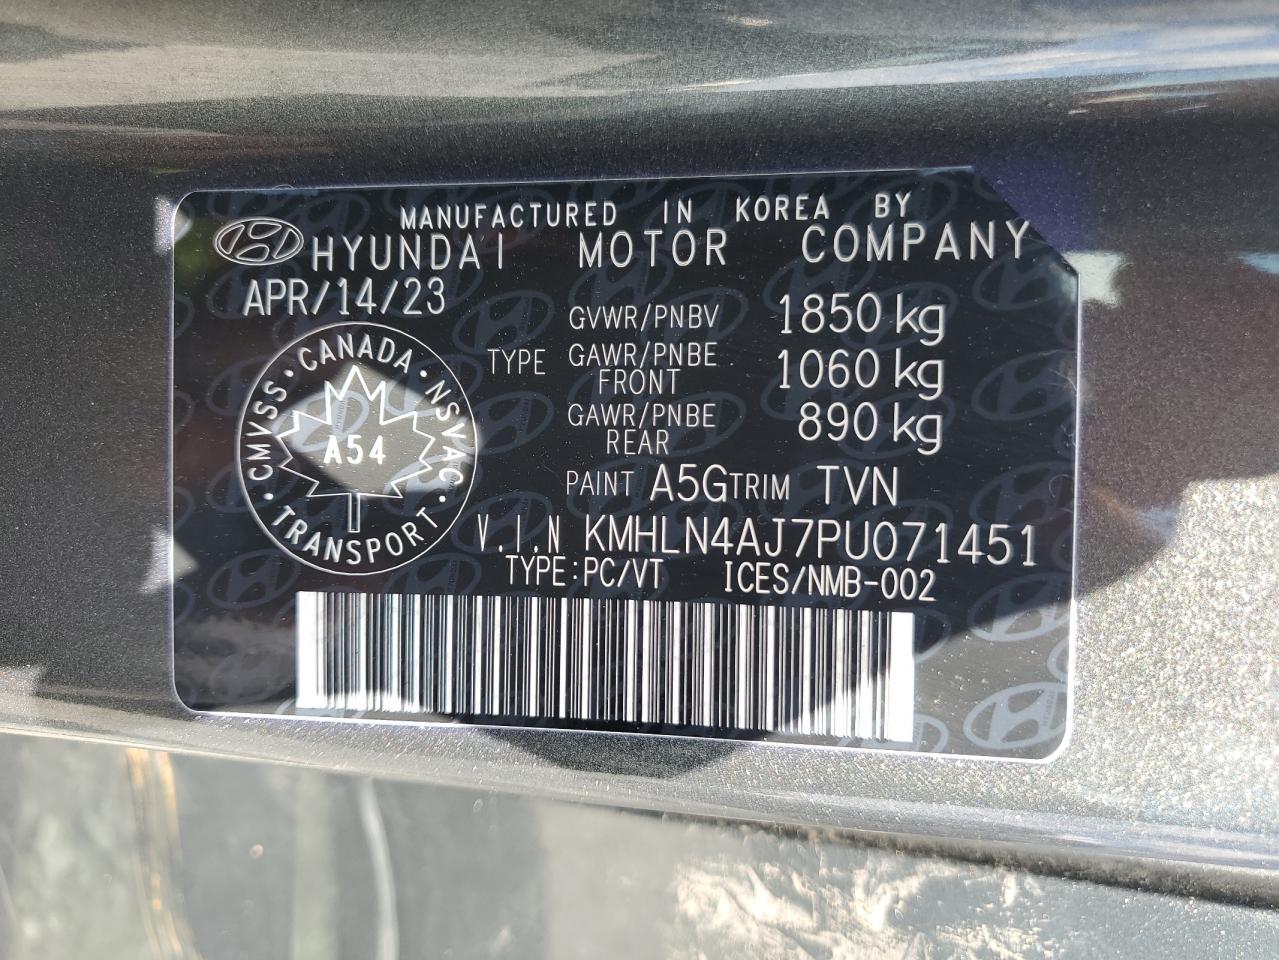 MANUFACTURED IN KOREA BY
HYUNDAI MOTOR COMPANY
APR/14/23
GVWR/PNBV 1850 kg
TYPE GAWR/PNBE FRONT 1060 kg
GAWR/PNBE REAR 890 kg
CANADA · NSVAC · TRANSPORT · CMVSS ·
A54
PAINT A5G TRIM TVN
V.I.N KMHLN4AJ7PU071451
TYPE:PC/VT ICES/NMB-002